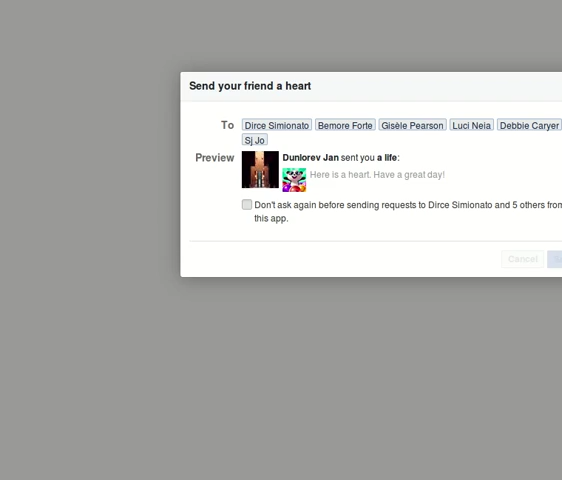 Send your friend a heart
To Dirce Simionato Bemore Forte Gisèle Pearson Luci Neia Debbie Caryer
Sj Jo
Preview Dunlorev Jan sent you a life:
Here is a heart. Have a great day!
Don't ask again before sending requests to Dirce Simionato and 5 others from
this app.
Cancel